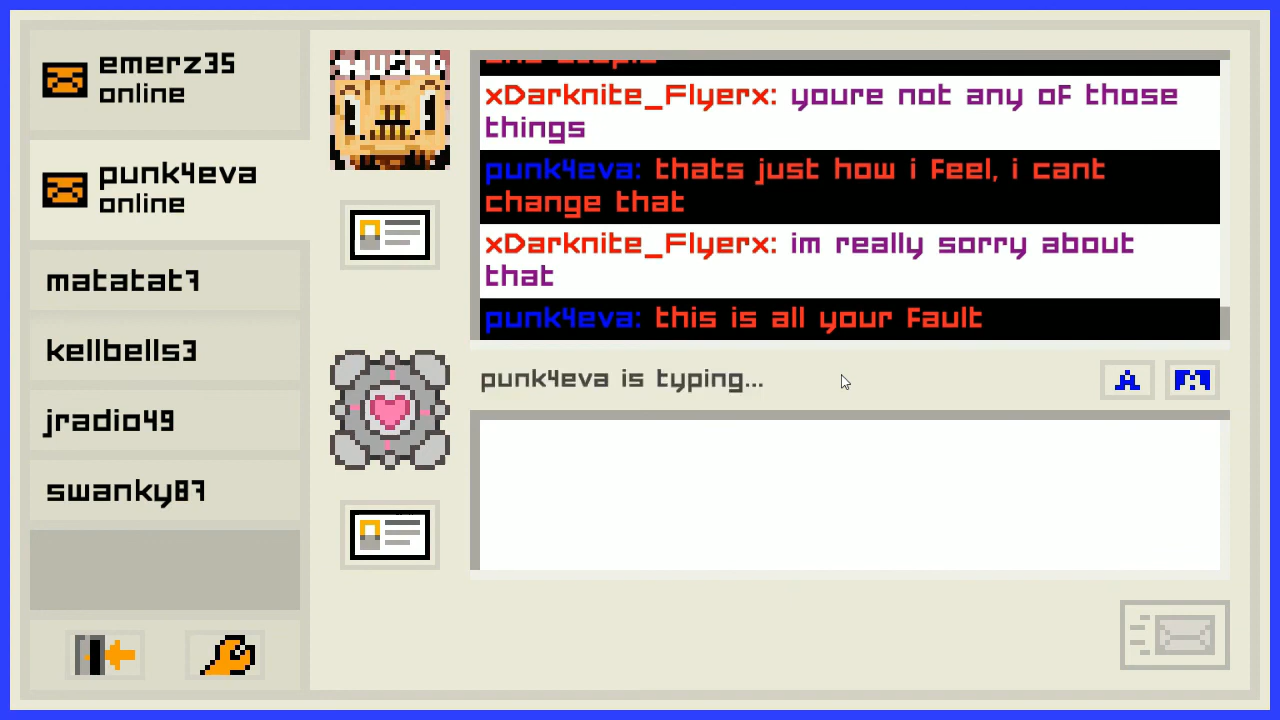 emerz35
online
punk4eva
online
matatat7
kellbells3
jradio49
swanky87
xDarknite_Flyerx: youre not any of those
things
punk4eva: thats just how i feel, i cant
change that
xDarknite_Flyerx: im really sorry about
that
punk4eva: this is all your fault
punk4eva is typing...
A